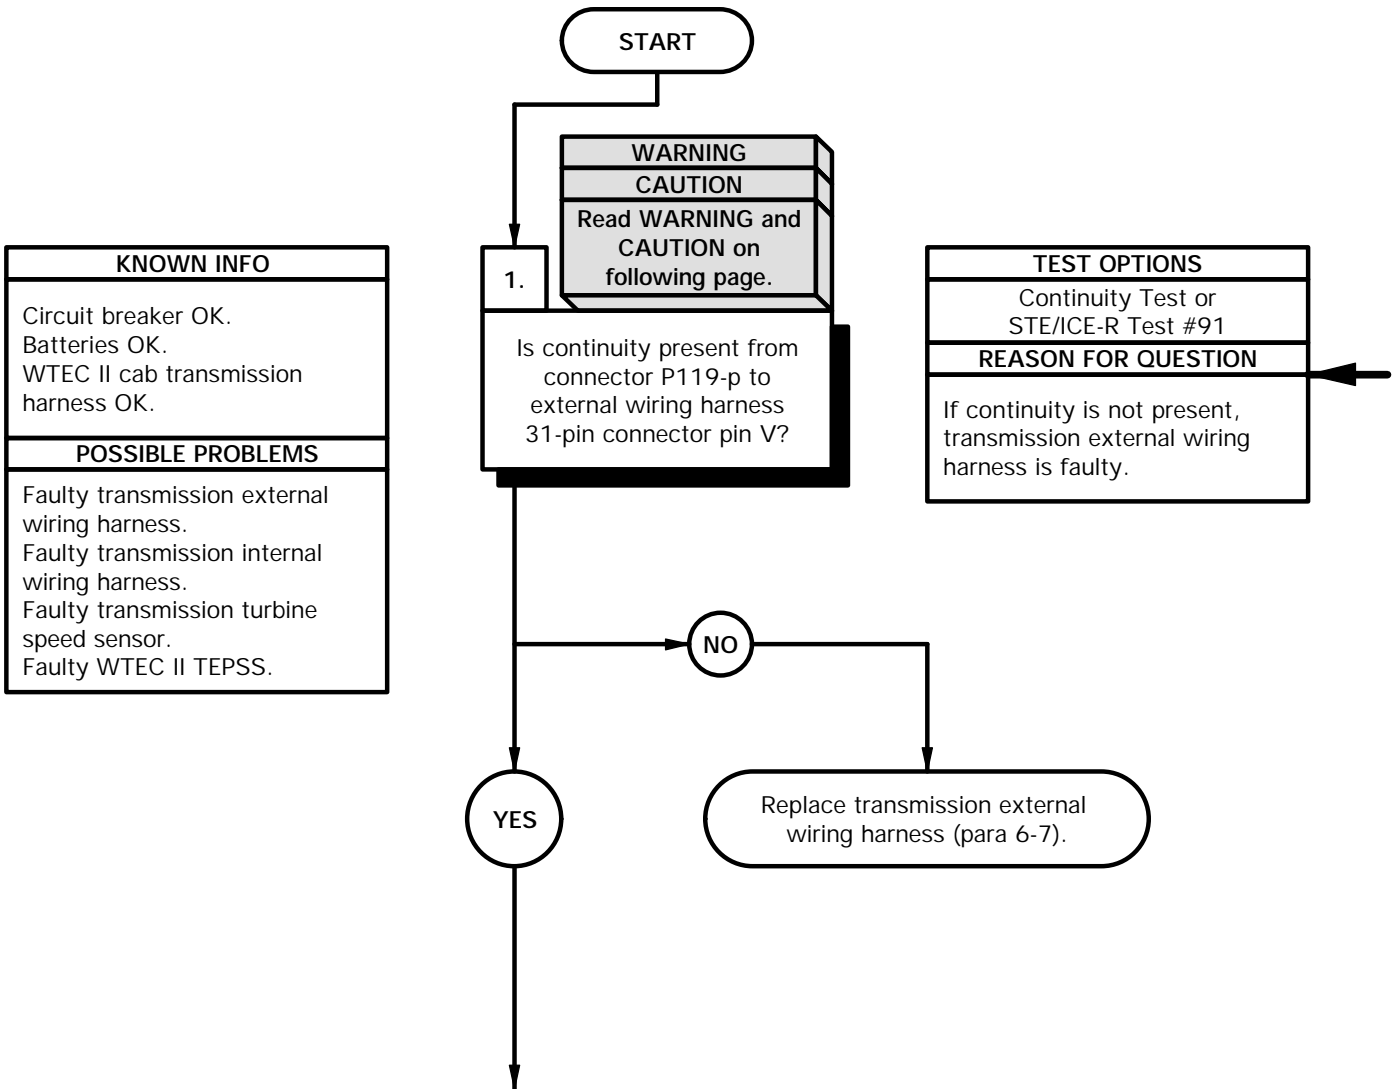 START
WARNING
CAUTION
Read WARNING and
CAUTION on
following page.
1.
Is continuity present from
connector P119-p to
external wiring harness
31-pin connector pin V?
KNOWN INFO
Circuit breaker OK.
Batteries OK.
WTEC II cab transmission
harness OK.
POSSIBLE PROBLEMS
Faulty transmission external
wiring harness.
Faulty transmission internal
wiring harness.
Faulty transmission turbine
speed sensor.
Faulty WTEC II TEPSS.
TEST OPTIONS
Continuity Test or
STE/ICE-R Test #91
REASON FOR QUESTION
If continuity is not present,
transmission external wiring
harness is faulty.
NO
YES
Replace transmission external
wiring harness (para 6-7).